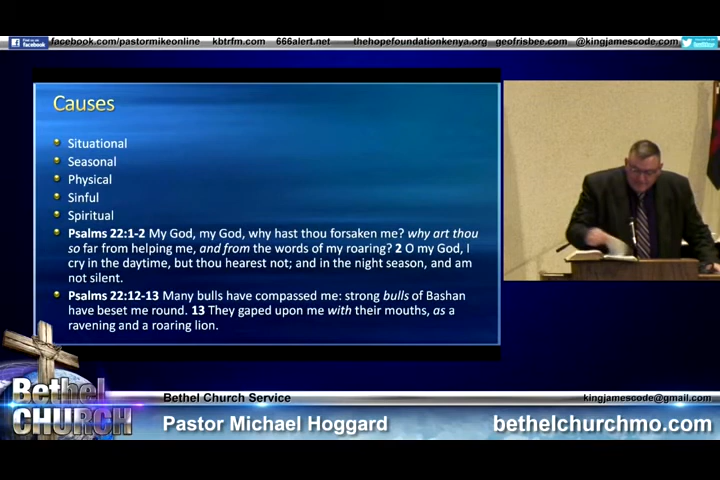 Find us on
facebook
facebook.com/pastormikeonline kbtrfm.com 666alert.net thehopefoundationkenya.org geofrisbee.com @kingjamescode.com
twitter
Causes
Situational
Seasonal
Physical
Sinful
Spiritual
Psalms 22:1-2 My God, my God, why hast thou forsaken me? why art thou
so far from helping me, and from the words of my roaring? 2 O my God, I
cry in the daytime, but thou hearest not; and in the night season, and am
not silent.
Psalms 22:12-13 Many bulls have compassed me: strong bulls of Bashan
have beset me round. 13 They gaped upon me with their mouths, as a
ravening and a roaring lion.
Bethel
CHURCH
Bethel Church Service
kingjamescode@gmail.com
Pastor Michael Hoggard
bethelchurchmo.com